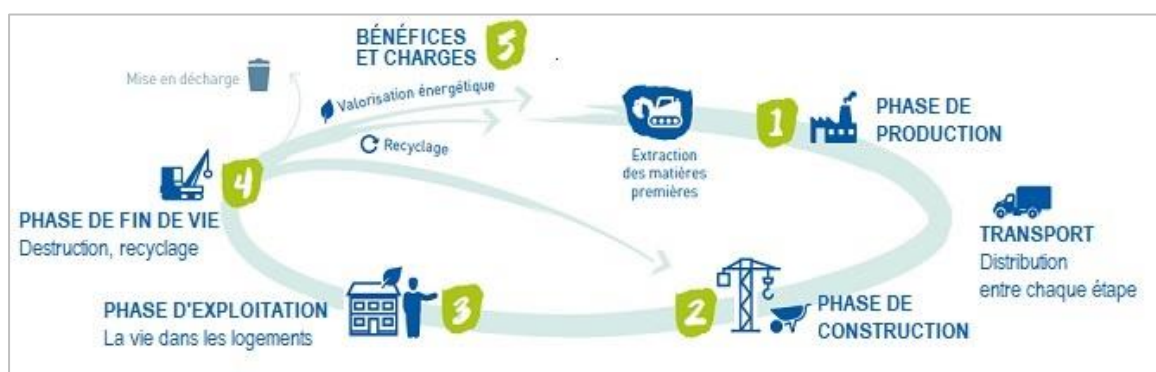 BÉNÉFICES
ET CHARGES
5
Mise en décharge
Valorisation énergétique
Recyclage
Extraction
des matières
premières
1
PHASE DE
PRODUCTION
4
PHASE DE FIN DE VIE
Destruction, recyclage
TRANSPORT
Distribution
entre chaque étape
PHASE D'EXPLOITATION
La vie dans les logements
3
2
PHASE DE
CONSTRUCTION